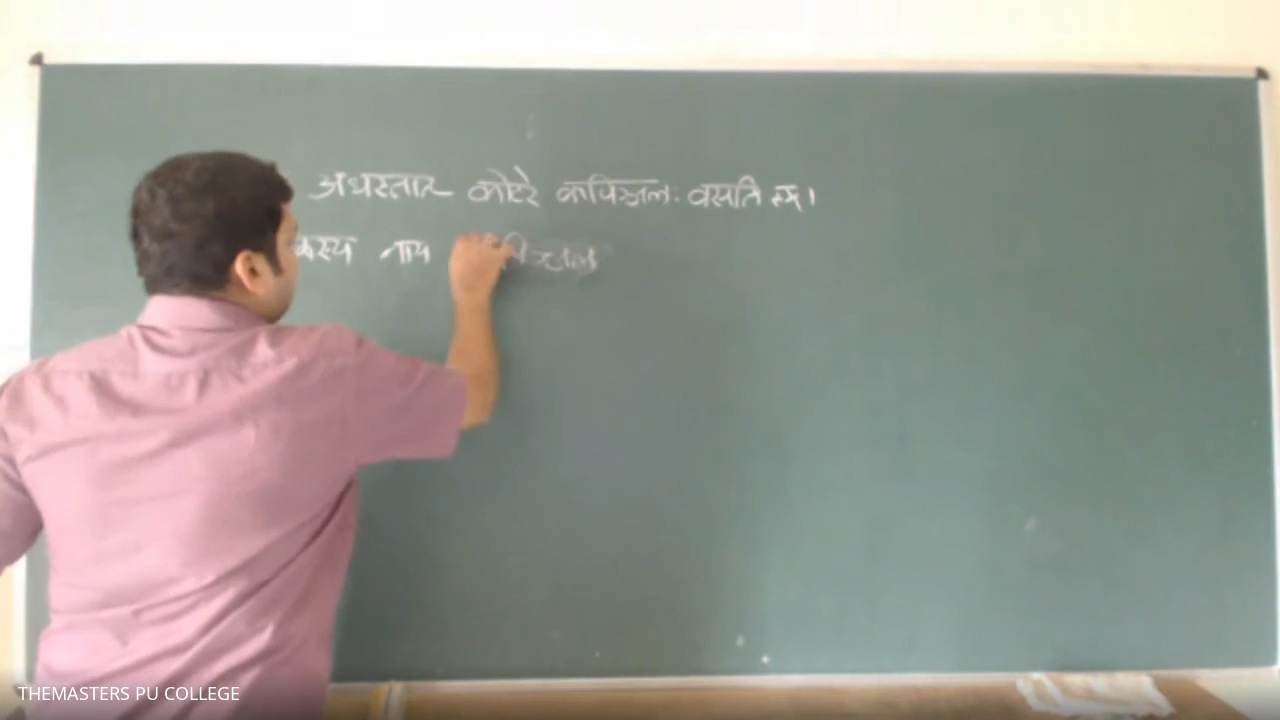 अधस्तात् कोटरे कपिञ्जलः वसति स्म।
कस्य नाम
THEMASTERS PU COLLEGE